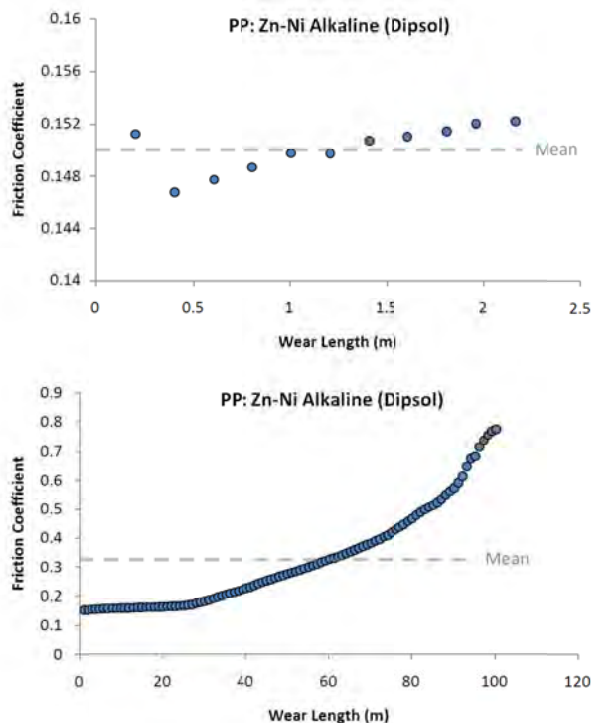 PP: Zn-Ni Alkaline (Dipsol)
Friction Coefficient
0.16
0.156
0.152
0.148
0.144
0.14
Mean
0 0.5 1 1.5 2 2.5
Wear Length (m)
PP: Zn-Ni Alkaline (Dipsol)
Friction Coefficient
0.9
0.8
0.7
0.6
0.5
0.4
0.3
0.2
0.1
0
Mean
0 20 40 60 80 100 120
Wear Length (m)